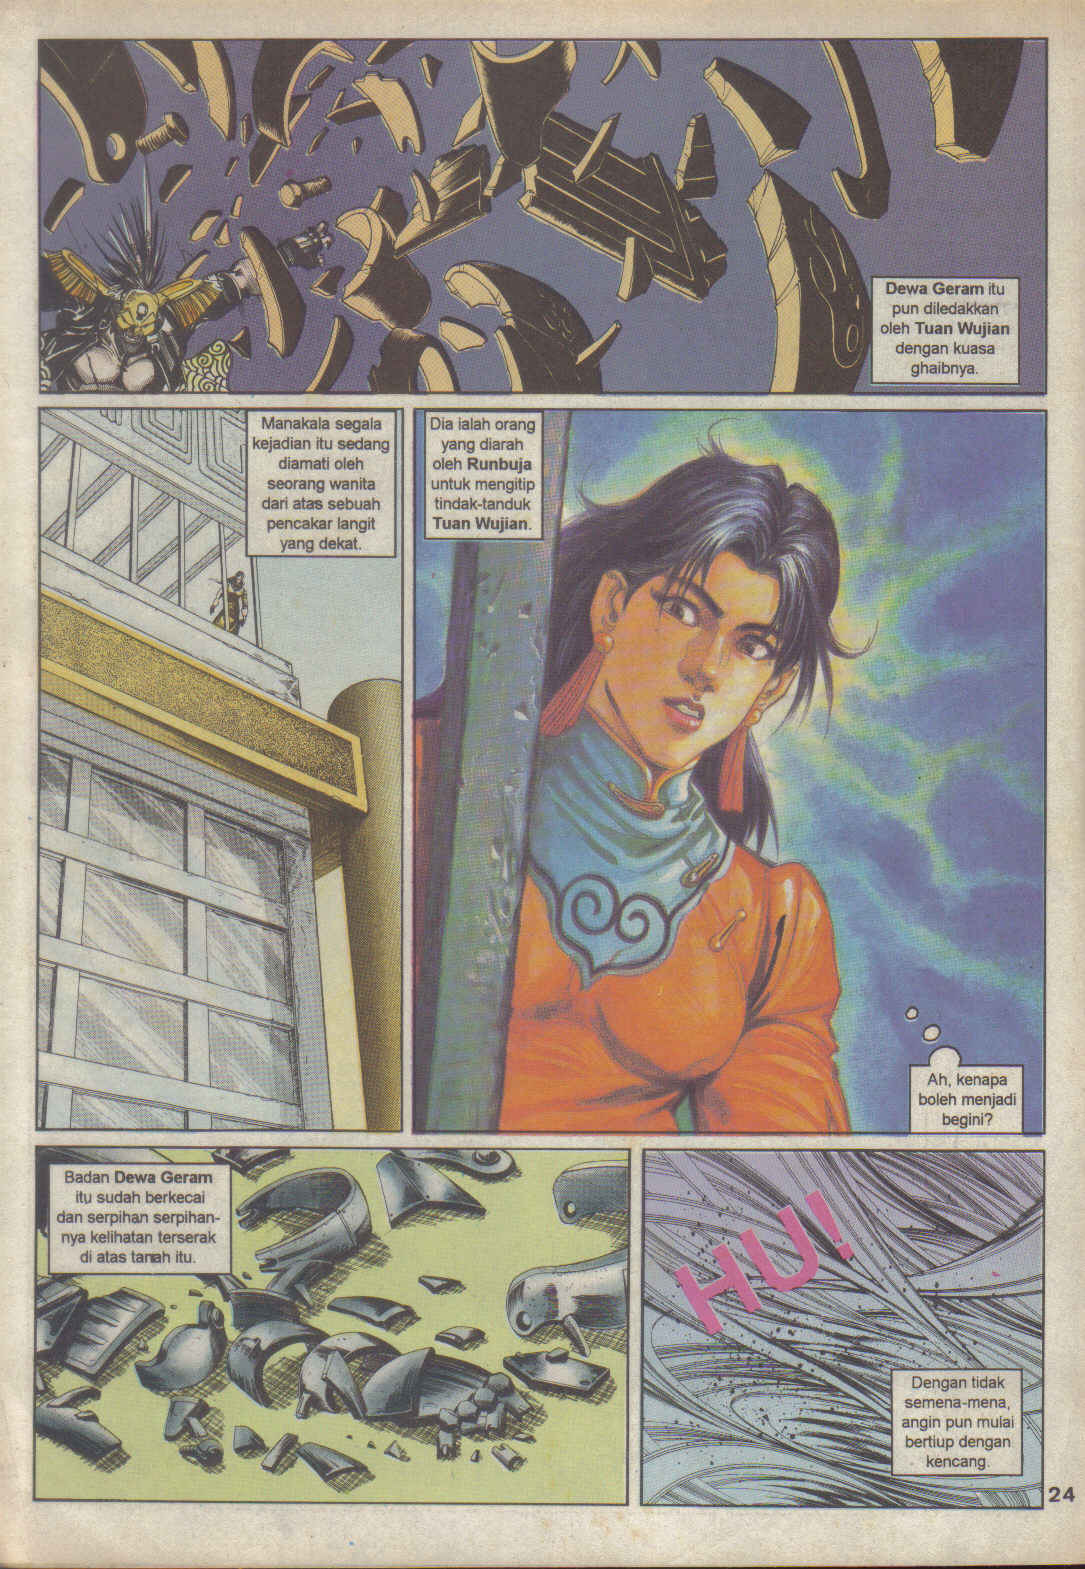 Dewa Geram itu
pun diledakkan
oleh Tuan Wujian
dengan kuasa
ghaibnya.
Manakala segala
kejadian itu sedang
diamati oleh
seorang wanita
dari atas sebuah
pencakar langit
yang dekat.
Dia ialah orang
yang diarah
oleh Runbuja
untuk mengitip
tindak-tanduk
Tuan Wujian.
Ah, kenapa
boleh menjadi
begini?
Badan Dewa Geram
itu sudah berkecai
dan serpihan serpihan-
nya kelihatan terserak
di atas tanah itu.
HU!
Dengan tidak
semena-mena,
angin pun mulai
bertiup dengan
kencang.
24